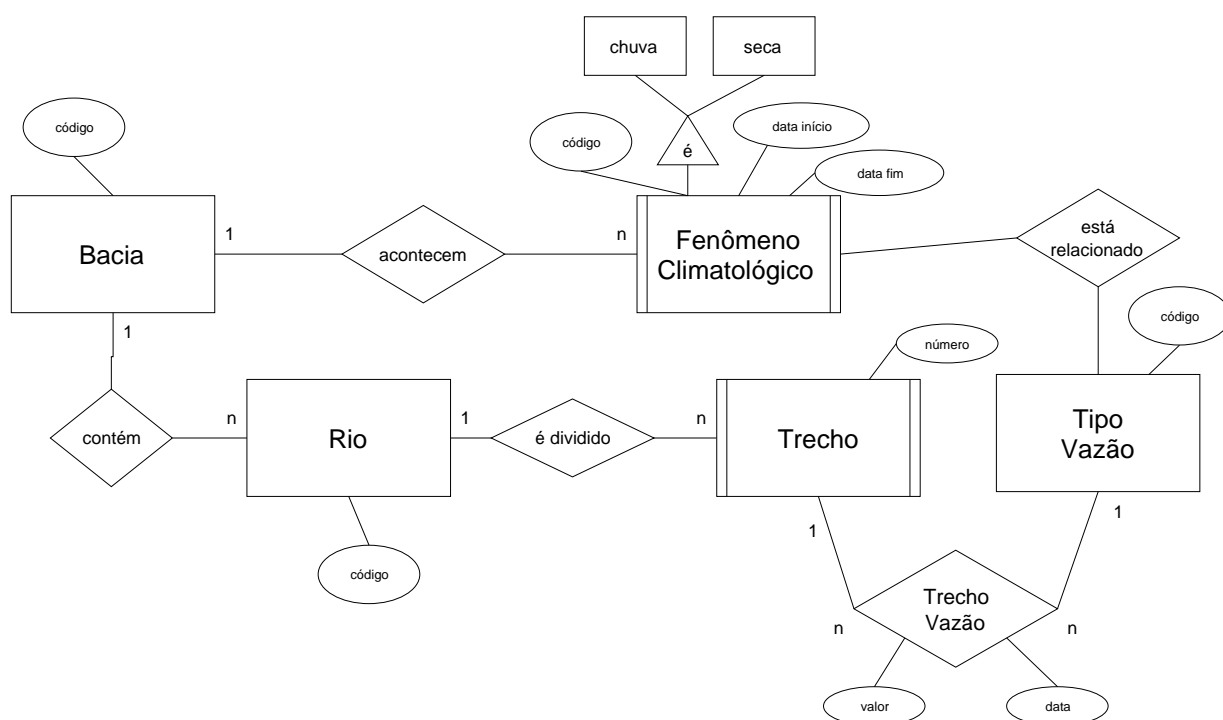 chuva
seca
código
código
é
data início
data fim
Bacia
1
acontecem
n
Fenômeno
Climatológico
está
relacionado
código
1
contém
n
Rio
1
é dividido
n
número
Trecho
Tipo
Vazão
código
1
1
n
Trecho
Vazão
n
valor
data